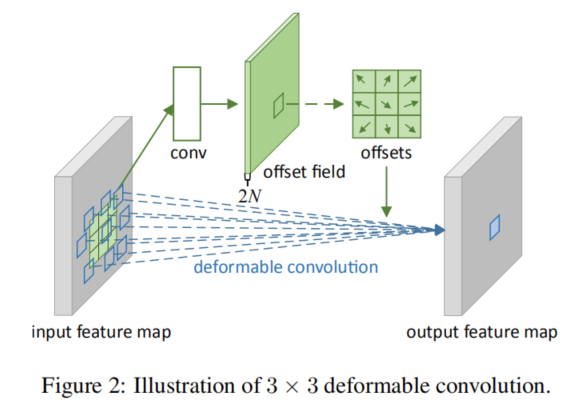 conv
offset field
offsets
2N
deformable convolution
input feature map
output feature map
Figure 2: Illustration of 3 × 3 deformable convolution.